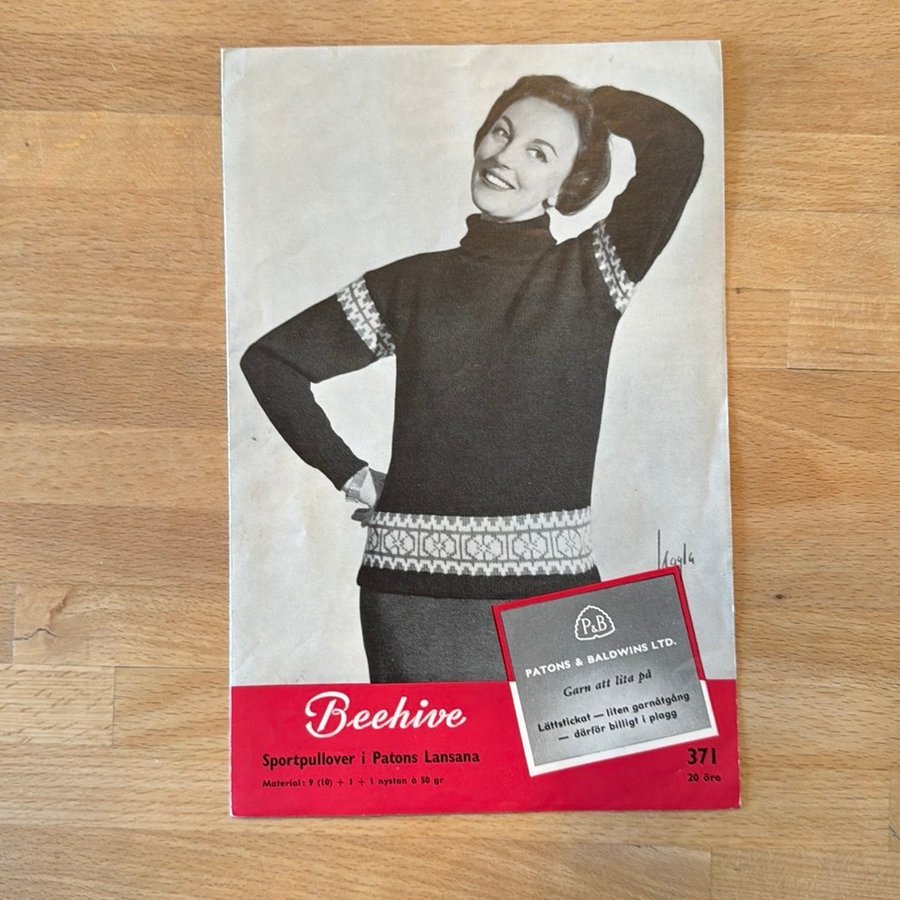 P&B
PATONS & BALDWINS LTD.
Garn att lita på
Lättstickat — liten garnåtgång
— därför billigt i plagg
Beehive
Sportpullover i Patons Lansana
Material: 9 (10) + 1 + 1 nystan à 50 gr
371
20 öre